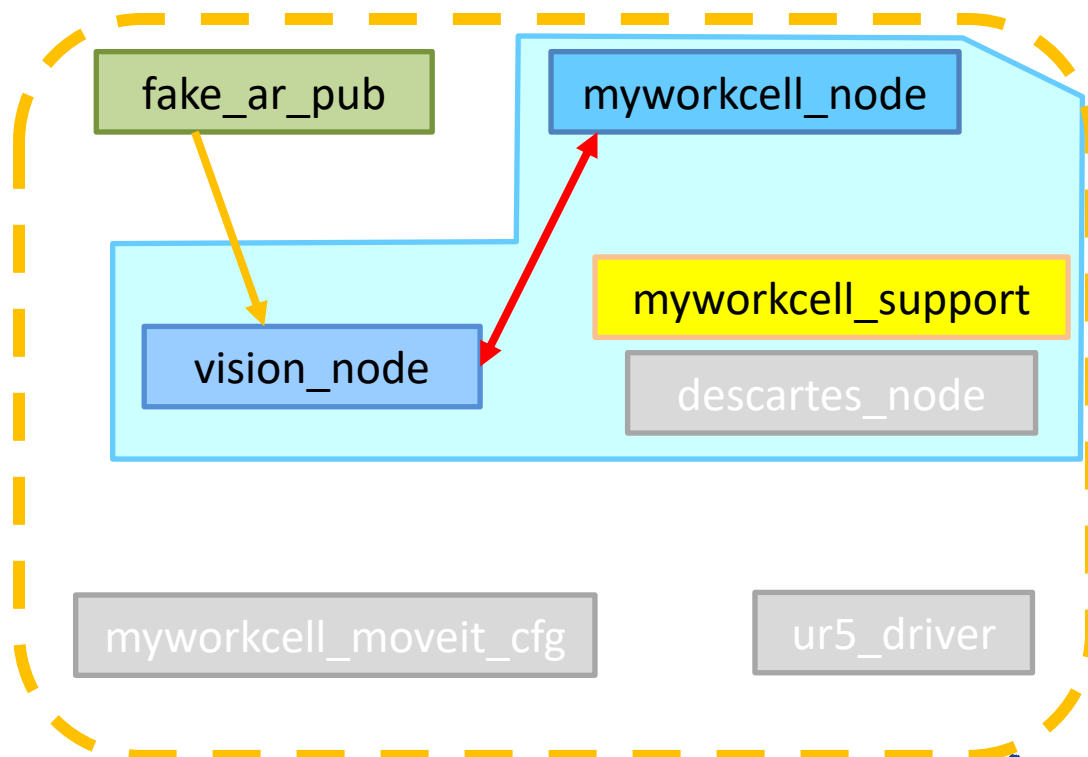 fake_ar_pub
myworkcell_node
myworkcell_support
vision_node
descartes_node
myworkcell_moveit_cfg
ur5_driver